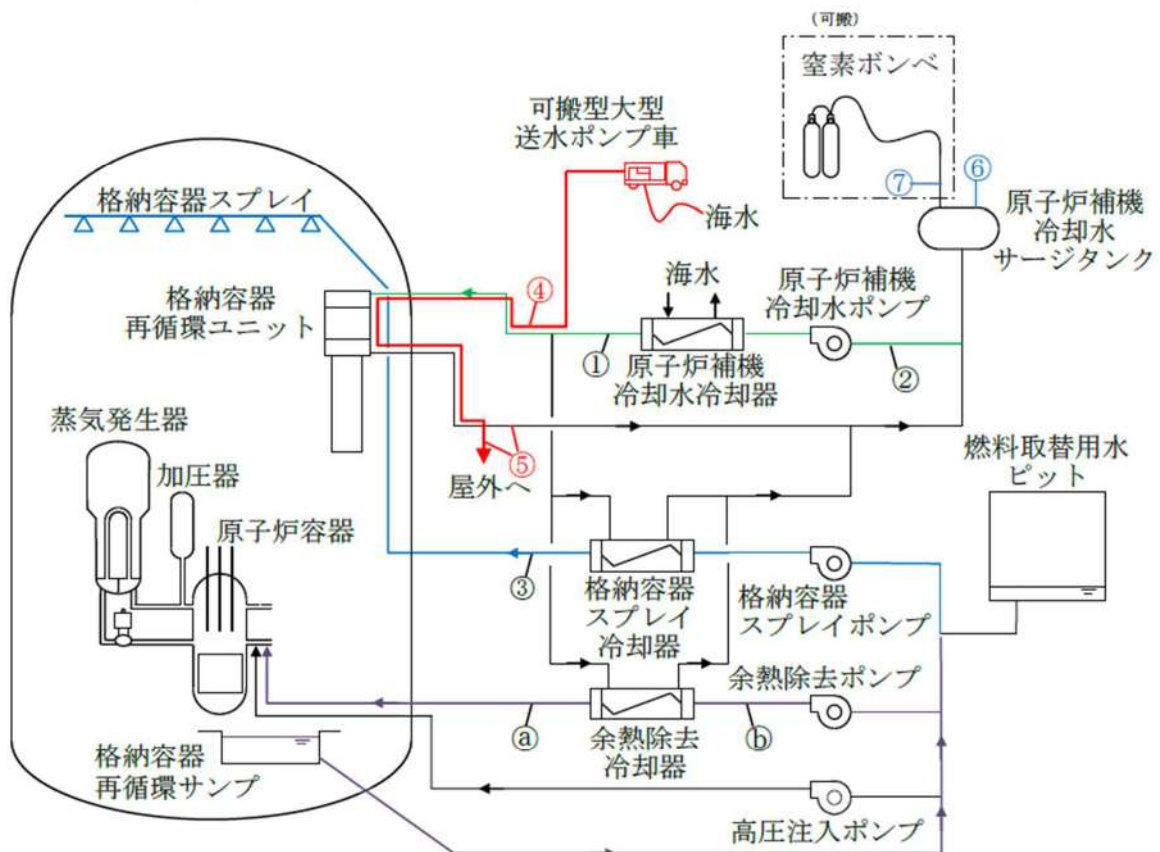 (可搬)
窒素ボンベ
可搬型大型
送水ポンプ車
⑦
⑥
原子炉補機
冷却水
サージタンク
格納容器スプレイ
海水
海水
原子炉補機
冷却水ポンプ
④
格納容器
再循環ユニット
①
②
原子炉補機
冷却水冷却器
蒸気発生器
⑤
屋外へ
燃料取替用水
ピット
加圧器
原子炉容器
③
格納容器
スプレイ
冷却器
格納容器
スプレイポンプ
余熱除去ポンプ
ⓐ
ⓑ
余熱除去
冷却器
格納容器
再循環サンプ
高圧注入ポンプ